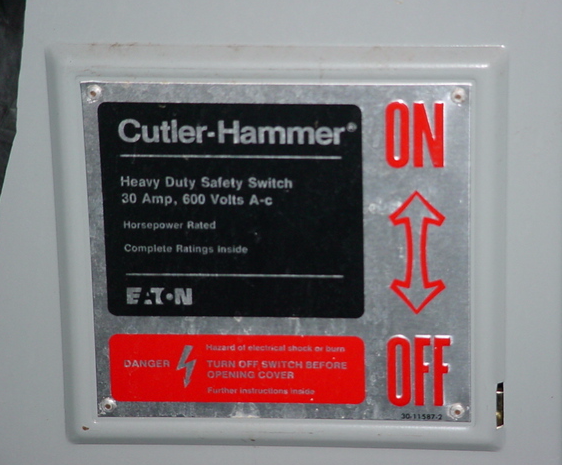 Cutler-Hammer®
Heavy Duty Safety Switch
30 Amp, 600 Volts A-c
Horsepower Rated
Complete Ratings Inside
EATON
ON
OFF
DANGER
Hazard of electrical shock or burn
TURN OFF SWITCH BEFORE
OPENING COVER
Further instructions inside
30-11587-2